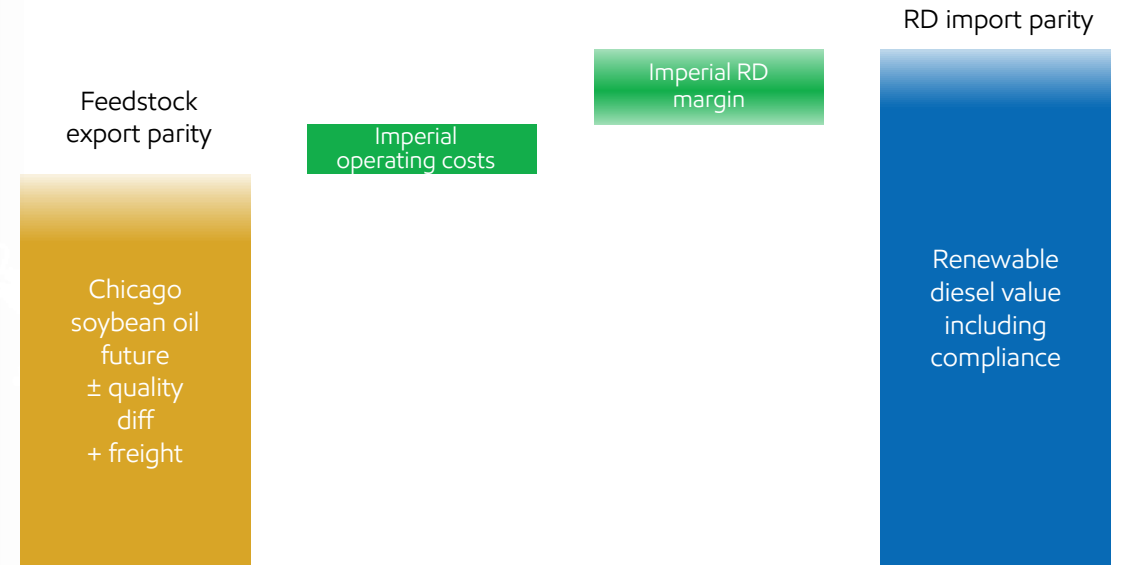 Feedstock
export parity
Chicago
soybean oil
future
± quality
diff
+ freight
Imperial
operating costs
Imperial RD
margin
RD import parity
Renewable
diesel value
including
compliance